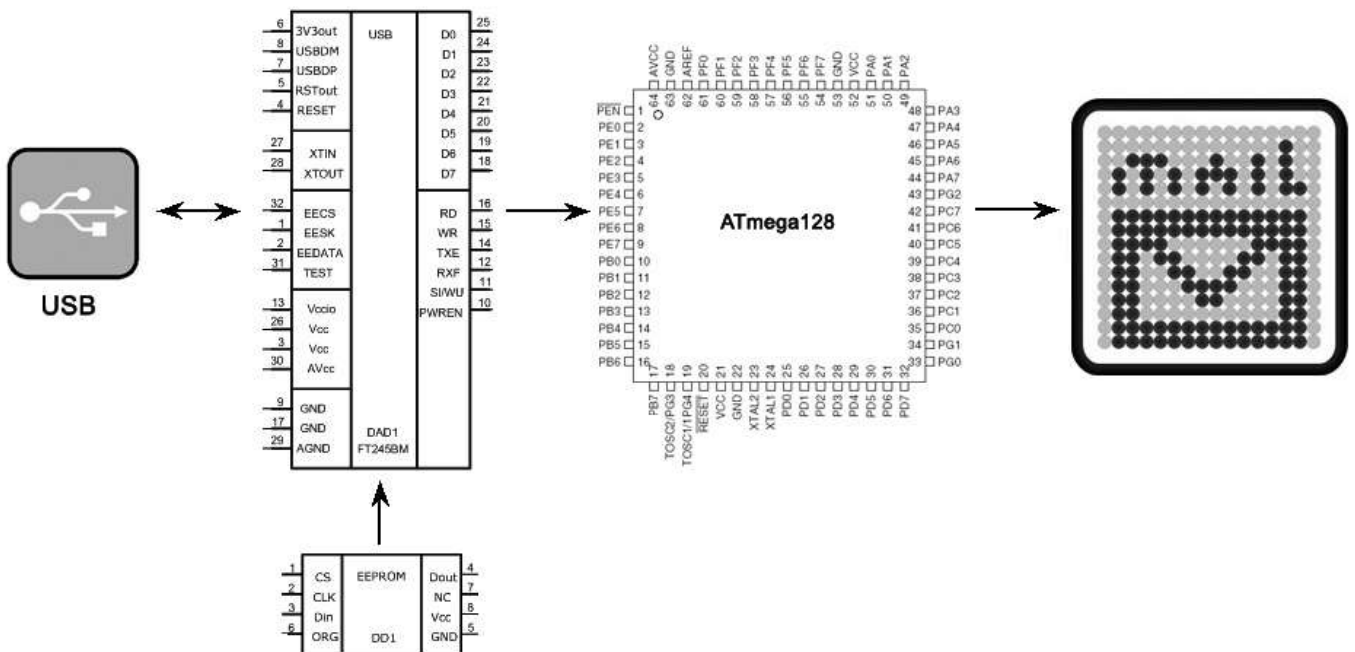 USB
6 3V3out
8 USBDM
7 USBDP
5 RSTout
4 RESET
27 XTIN
28 XTOUT
32 EECS
1 EESK
2 EEDATA
31 TEST
13 Vccio
26 Vcc
3 Vcc
30 AVcc
9 GND
17 GND
29 AGND
USB
DAD1
FT245BM
D0 25
D1 24
D2 23
D3 22
D4 21
D5 20
D6 19
D7 18
RD 16
WR 15
TXE 14
RXF 12
SI/WU 11
PWREN 10
1 CS
2 CLK
3 Din
6 ORG
EEPROM
DD1
Dout 4
NC 7
Vcc 8
GND 5
AVCC 64
GND 63
AREF 62
PF0 61
PF1 60
PF2 59
PF3 58
PF4 57
PF5 56
PF6 55
PF7 54
GND 53
VCC 52
PA0 51
PA1 50
PA2 49
PEN 1
PE0 2
PE1 3
PE2 4
PE3 5
PE4 6
PE5 7
PE6 8
PE7 9
PB0 10
PB1 11
PB2 12
PB3 13
PB4 14
PB5 15
PB6 16
ATmega128
48 PA3
47 PA4
46 PA5
45 PA6
44 PA7
43 PG2
42 PC7
41 PC6
40 PC5
39 PC4
38 PC3
37 PC2
36 PC1
35 PC0
34 PG1
33 PG0
PB7 17
TOSC2/PG3 18
TOSC1/1PG4 19
RESET 20
VCC 21
GND 22
XTAL2 23
XTAL1 24
PD0 25
PD1 26
PD2 27
PD3 28
PD4 29
PD5 30
PD6 31
PD7 32
mail